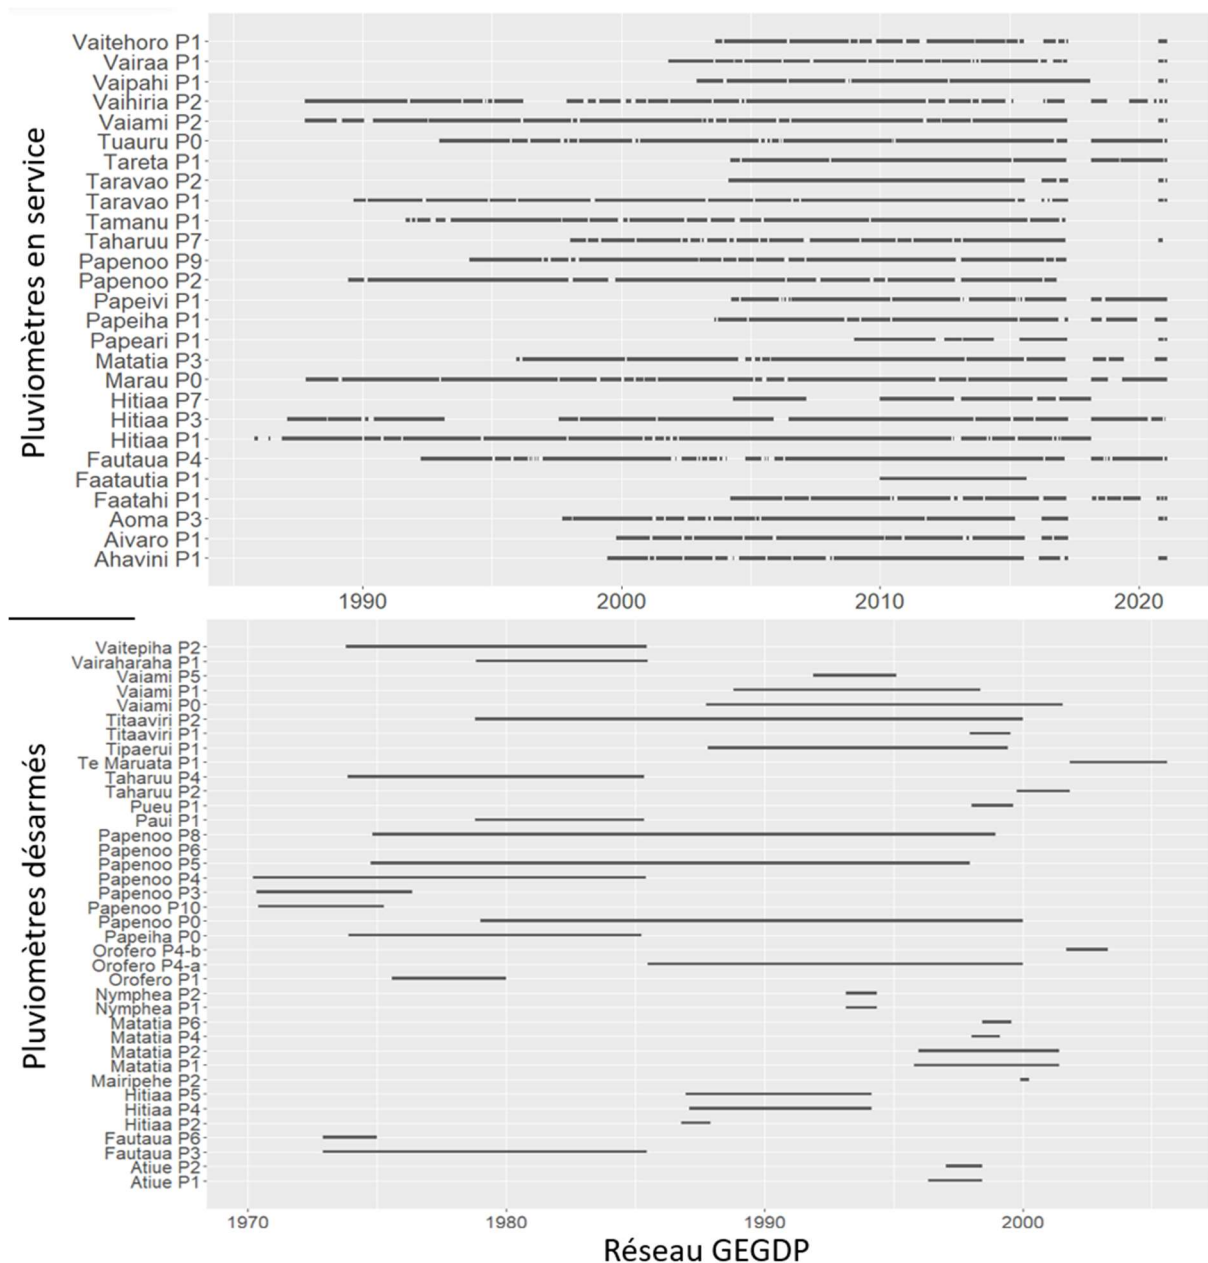 Pluviomètres en service
Vaitehoro P1
Vairaa P1
Vaipahi P1
Vaihiria P2
Vaiami P2
Tuauru P0
Tareta P1
Taravao P2
Taravao P1
Tamanu P1
Taharuu P7
Papenoo P9
Papenoo P2
Papeivi P1
Papeiha P1
Papeari P1
Matatia P3
Marau P0
Hitiaa P7
Hitiaa P3
Hitiaa P1
Fautaua P4
Faatautia P1
Faatahi P1
Aoma P3
Aivaro P1
Ahavini P1
1990 2000 2010 2020
Pluviomètres désarmés
Vaitepiha P2
Vairaharaha P1
Vaiami P5
Vaiami P1
Vaiami P0
Titaaviri P2
Titaaviri P1
Tipaerui P1
Te Maruata P1
Taharuu P4
Taharuu P2
Pueu P1
Paui P1
Papenoo P8
Papenoo P6
Papenoo P5
Papenoo P4
Papenoo P3
Papenoo P10
Papenoo P0
Papeiha P0
Orofero P4-b
Orofero P4-a
Orofero P1
Nymphea P2
Nymphea P1
Matatia P6
Matatia P4
Matatia P2
Matatia P1
Mairipehe P2
Hitiaa P5
Hitiaa P4
Hitiaa P2
Fautaua P6
Fautaua P3
Atiue P2
Atiue P1
1970 1980 1990 2000
Réseau GEGDP